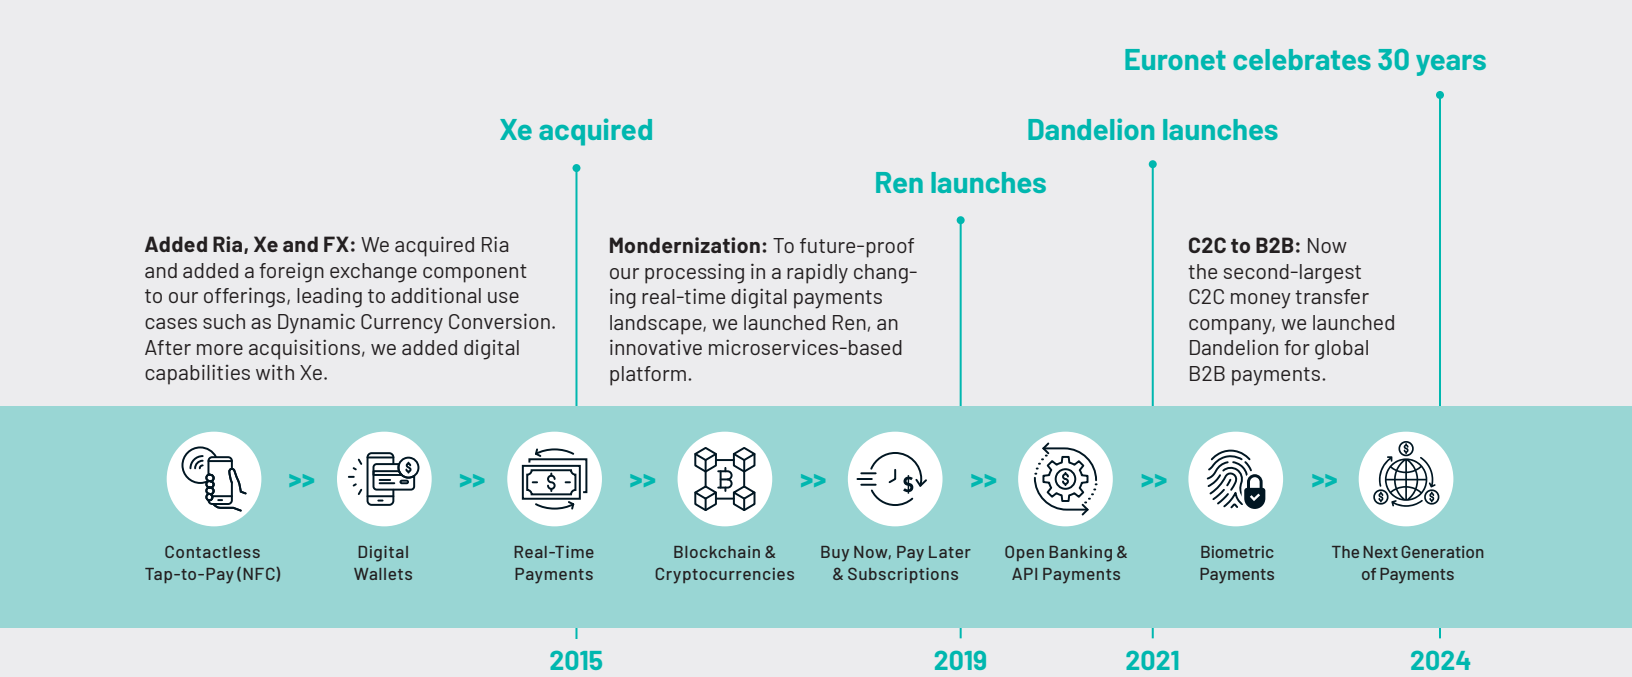 Euronet celebrates 30 years
Xe acquired
Dandelion launches
Ren launches
Added Ria, Xe and FX: We acquired Ria
and added a foreign exchange component
to our offerings, leading to additional use
cases such as Dynamic Currency Conversion.
After more acquisitions, we added digital
capabilities with Xe.
Mondernization: To future-proof
our processing in a rapidly chang-
ing real-time digital payments
landscape, we launched Ren, an
innovative microservices-based
platform.
C2C to B2B: Now
the second-largest
C2C money transfer
company, we launched
Dandelion for global
B2B payments.
Contactless
Tap-to-Pay (NFC)
Digital
Wallets
Real-Time
Payments
Blockchain &
Cryptocurrencies
Buy Now, Pay Later
& Subscriptions
Open Banking &
API Payments
Biometric
Payments
The Next Generation
of Payments
2015
2019
2021
2024